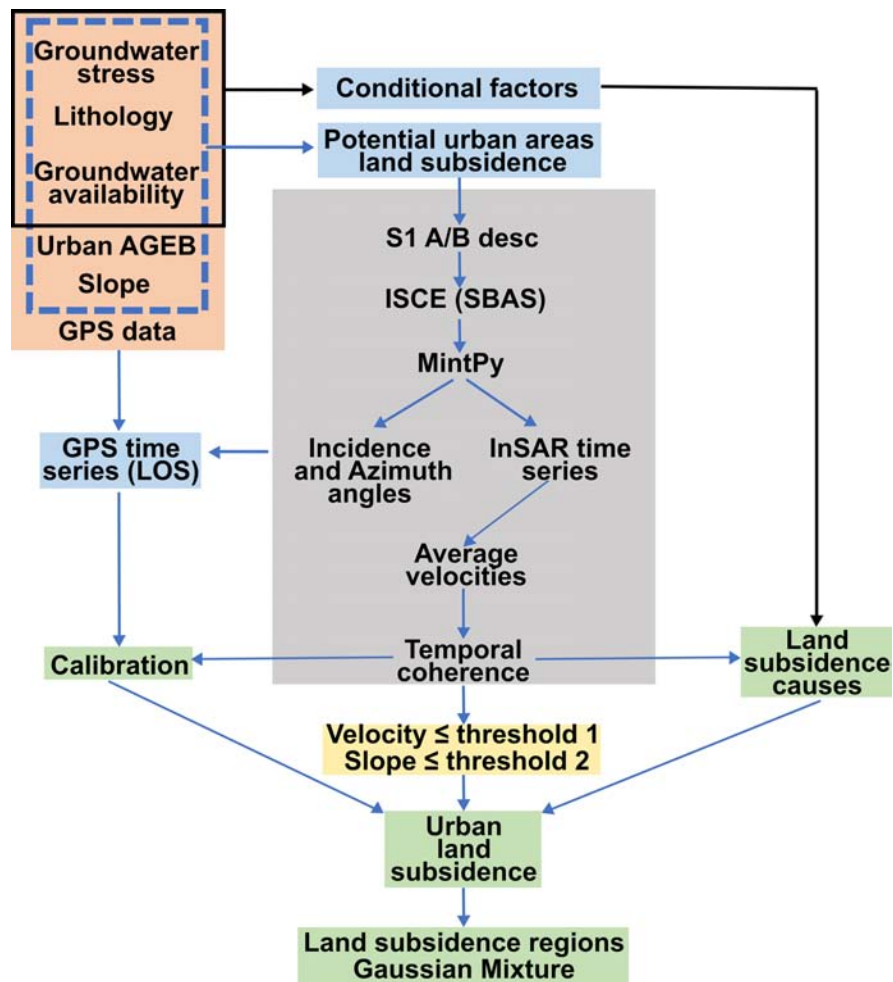 Groundwater
stress
Lithology
Groundwater
availability
Urban AGEB
Slope
GPS data
Conditional factors
Potential urban areas
land subsidence
S1 A/B desc
ISCE (SBAS)
MintPy
GPS time
series (LOS)
Incidence
and Azimuth
angles
InSAR time
series
Average
velocities
Calibration
Temporal
coherence
Land
subsidence
causes
Velocity ≤ threshold 1
Slope ≤ threshold 2
Urban
land
subsidence
Land subsidence regions
Gaussian Mixture